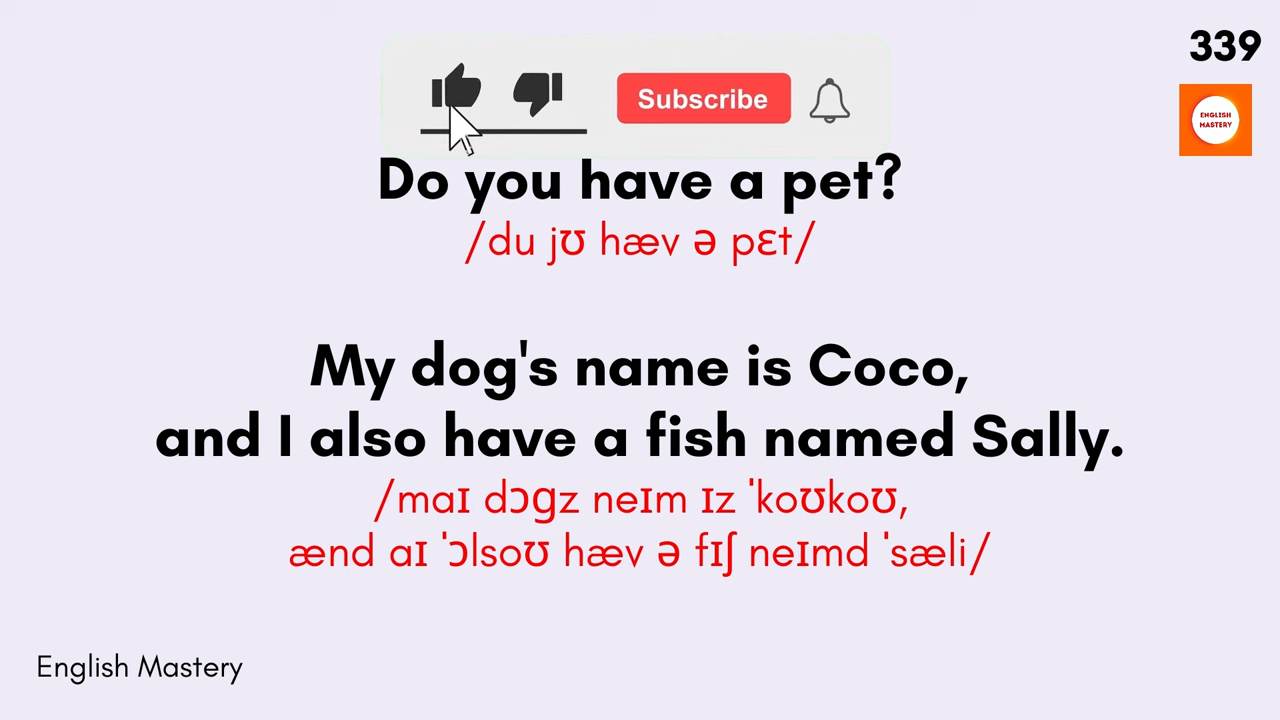 339
Subscribe
ENGLISH
MASTERY
Do you have a pet?
/du jʊ hæv ə pɛt/
My dog's name is Coco,
and I also have a fish named Sally.
/maɪ dɔgz neɪm ɪz ˈkoʊkoʊ,
ænd aɪ ˈɔlsoʊ hæv ə fɪʃ neɪmd ˈsæli/
English Mastery